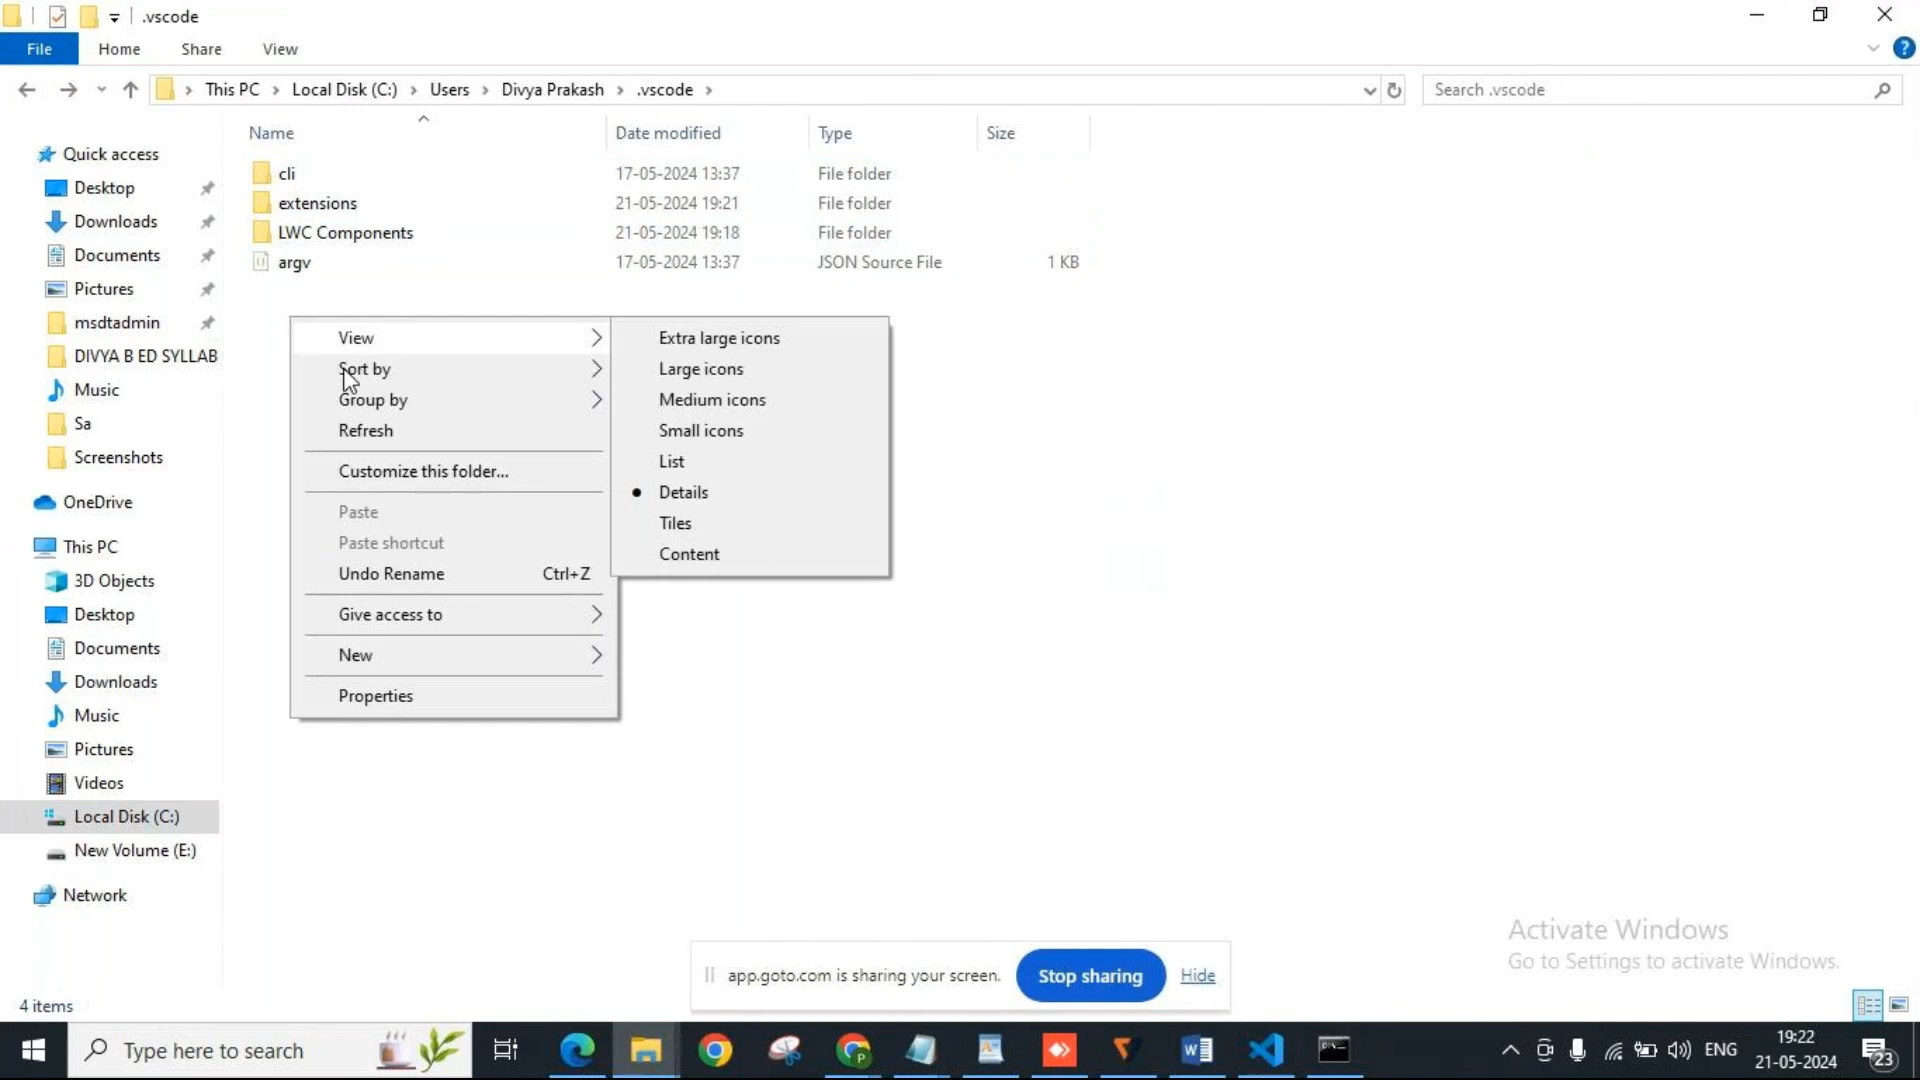 .vscode
File Home Share View
This PC Local Disk (C:) Users Divya Prakash .vscode
Search .vscode
Name Date modified Type Size
cli 17-05-2024 13:37 File folder
extensions 21-05-2024 19:21 File folder
LWC Components 21-05-2024 19:18 File folder
argv 17-05-2024 13:37 JSON Source File 1 KB
Quick access
Desktop
Downloads
Documents
Pictures
msdtadmin
DIVYA B ED SYLLAB
Music
Sa
Screenshots
OneDrive
This PC
3D Objects
Desktop
Documents
Downloads
Music
Pictures
Videos
Local Disk (C:)
New Volume (E:)
Network
View
Sort by
Group by
Refresh
Customize this folder...
Paste
Paste shortcut
Undo Rename Ctrl+Z
Give access to
New
Properties
Extra large icons
Large icons
Medium icons
Small icons
List
Details
Tiles
Content
Activate Windows
Go to Settings to activate Windows.
app.goto.com is sharing your screen. Stop sharing Hide
4 items
Type here to search
ENG
19:22
21-05-2024
23